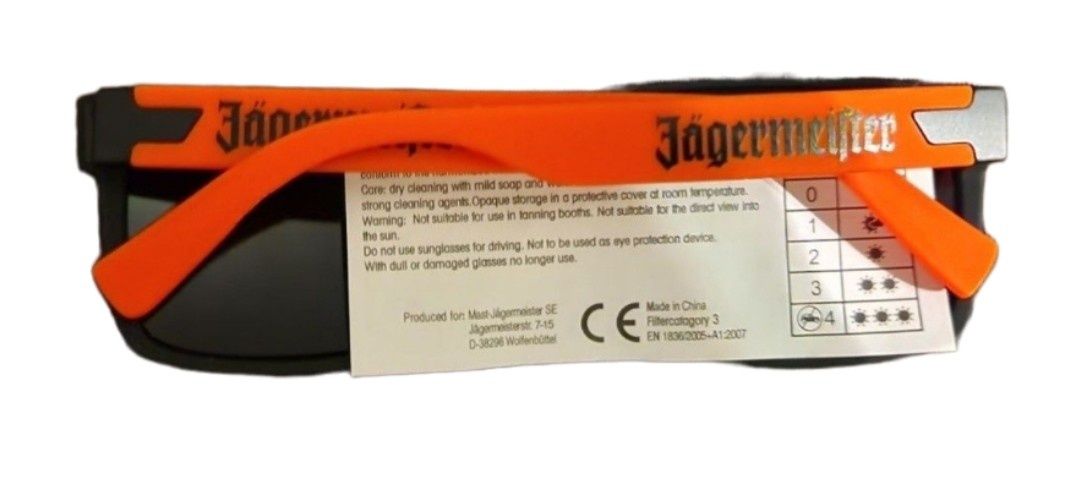 Jägermeister
Jägermeister
conform to the
Care: dry cleaning with mild soap and
strong cleaning agents.Opaque storage in a protective cover at room temperature.
Warning: Not suitable for use in tanning booths. Not suitable for the direct view into
the sun.
Do not use sunglasses for driving. Not to be used as eye protection device.
With dull or damaged glasses no longer use.
Produced for: Mast-Jägermeister SE
Jägermeisterstr. 7-15
D-38296 Wolfenbüttel
CE
Made in China
Filtercatagory 3
EN 1836:2005+A1:2007
0
1
2
3
4